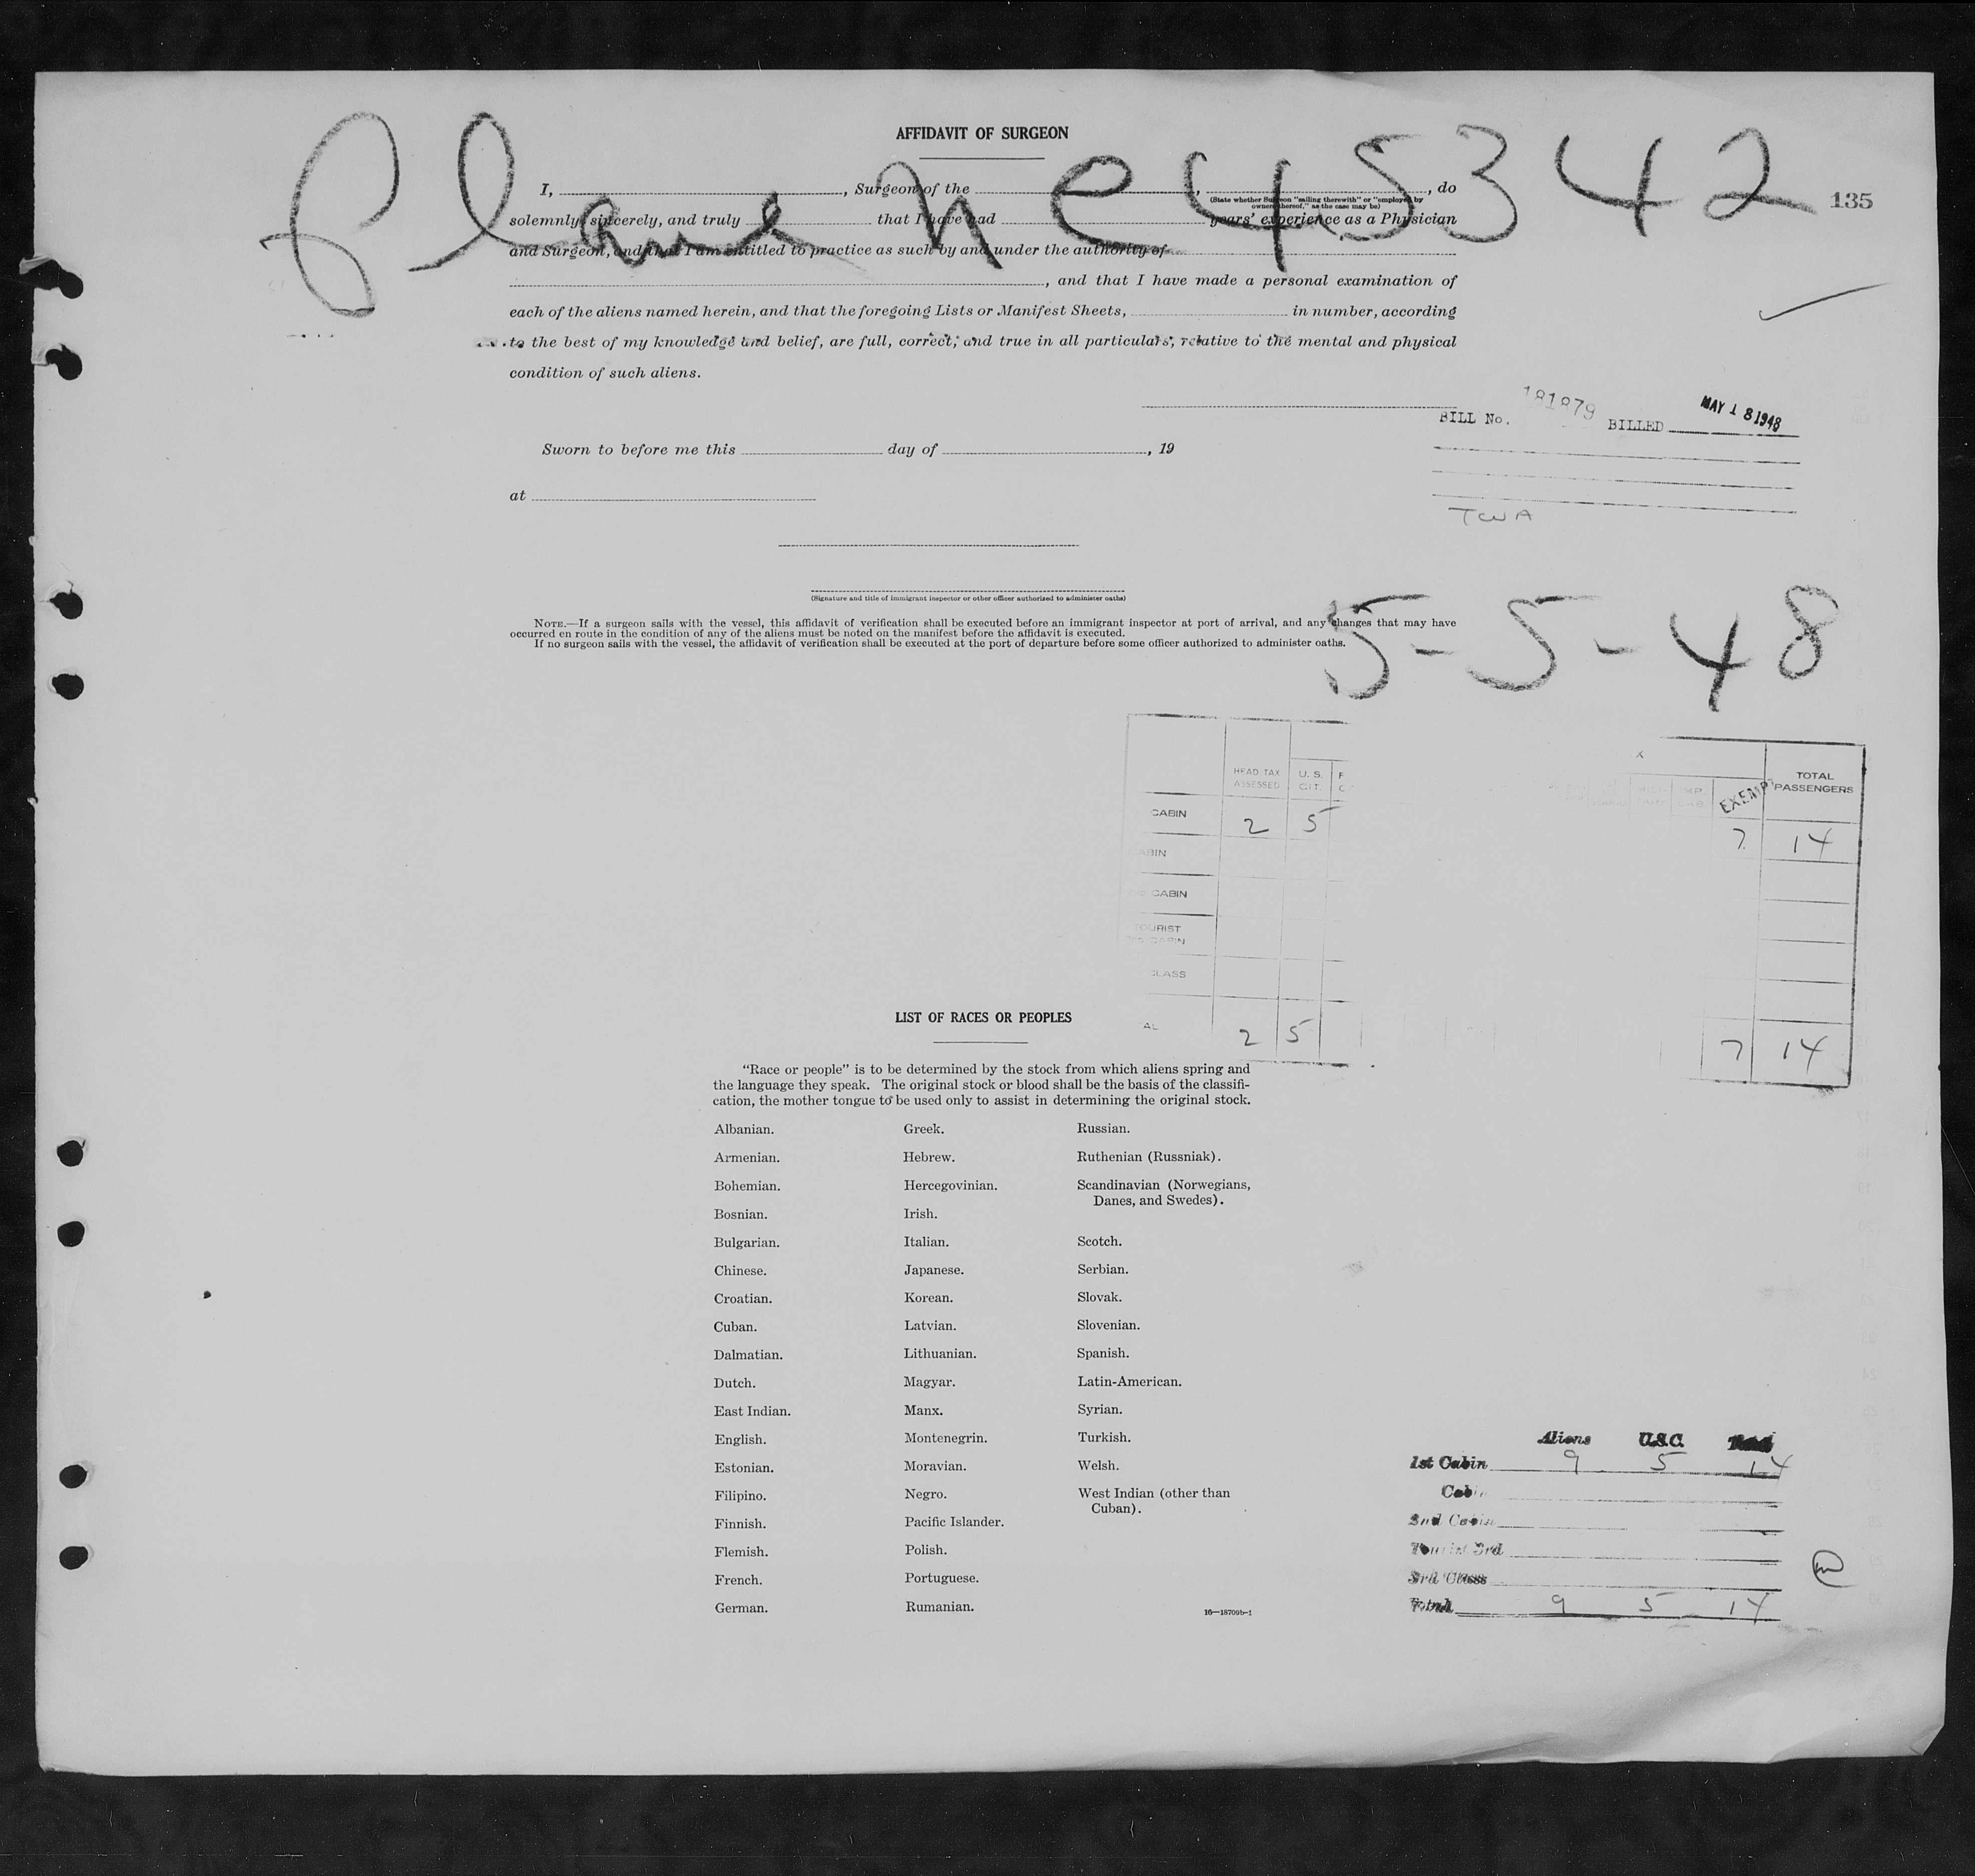 AFFIDAVIT OF SURGEON
Plane N C 45342
135
I, , Surgeon of the , , do
(State whether Surgeon "sailing therewith" or "employed by
owners thereof," as the case may be)
solemnly, sincerely, and truly that I have had years' experience as a Physician
and Surgeon, and that I am entitled to practice as such by and under the authority of
, and that I have made a personal examination of
each of the aliens named herein, and that the foregoing Lists or Manifest Sheets, in number, according
to the best of my knowledge and belief, are full, correct, and true in all particulars, relative to the mental and physical
condition of such aliens.
BILL No. 181879 BILLED MAY 18 1948
Sworn to before me this day of , 19
at
TWA
(Signature and title of immigrant inspector or other officer authorized to administer oaths)
NOTE.—If a surgeon sails with the vessel, this affidavit of verification shall be executed before an immigrant inspector at port of arrival, and any changes that may have
occurred en route in the condition of any of the aliens must be noted on the manifest before the affidavit is executed.
If no surgeon sails with the vessel, the affidavit of verification shall be executed at the port of departure before some officer authorized to administer oaths.
5-5-48
HEAD TAX ASSESSED U. S. CIT. EXEMP TOTAL PASSENGERS
CABIN 2 5 7 14
CABIN
TOURIST
CLASS
2 5 7 14
LIST OF RACES OR PEOPLES
"Race or people" is to be determined by the stock from which aliens spring and
the language they speak. The original stock or blood shall be the basis of the classifi-
cation, the mother tongue to be used only to assist in determining the original stock.
Albanian. Greek. Russian.
Armenian. Hebrew. Ruthenian (Russniak).
Bohemian. Hercegovinian. Scandinavian (Norwegians,
Danes, and Swedes).
Bosnian. Irish.
Bulgarian. Italian. Scotch.
Chinese. Japanese. Serbian.
Croatian. Korean. Slovak.
Cuban. Latvian. Slovenian.
Dalmatian. Lithuanian. Spanish.
Dutch. Magyar. Latin-American.
East Indian. Manx. Syrian.
English. Montenegrin. Turkish.
Estonian. Moravian. Welsh.
Filipino. Negro. West Indian (other than
Cuban).
Finnish. Pacific Islander.
Flemish. Polish.
French. Portuguese.
German. Rumanian.
16—18709b-1
Aliens U.S.C. Total
1st Cabin 9 5 14
Cabin
2nd Cabin
Tourist 3rd
3rd Class
Total 9 5 14